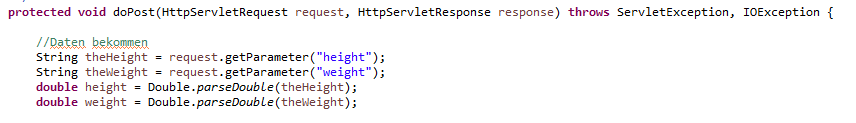 protected void doPost(HttpServletRequest request, HttpServletResponse response) throws ServletException, IOException {
//Daten bekommen
String theHeight = request.getParameter("height");
String theWeight = request.getParameter("weight");
double height = Double.parseDouble(theHeight);
double weight = Double.parseDouble(theWeight);